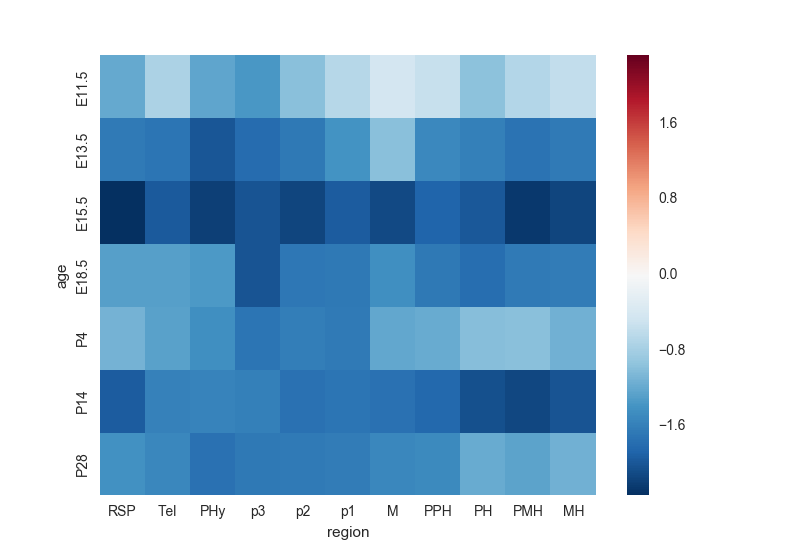 E11.5
E13.5
E15.5
E18.5
P4
P14
P28
age
RSP Tel PHy p3 p2 p1 M PPH PH PMH MH
region
1.6
0.8
0.0
−0.8
−1.6